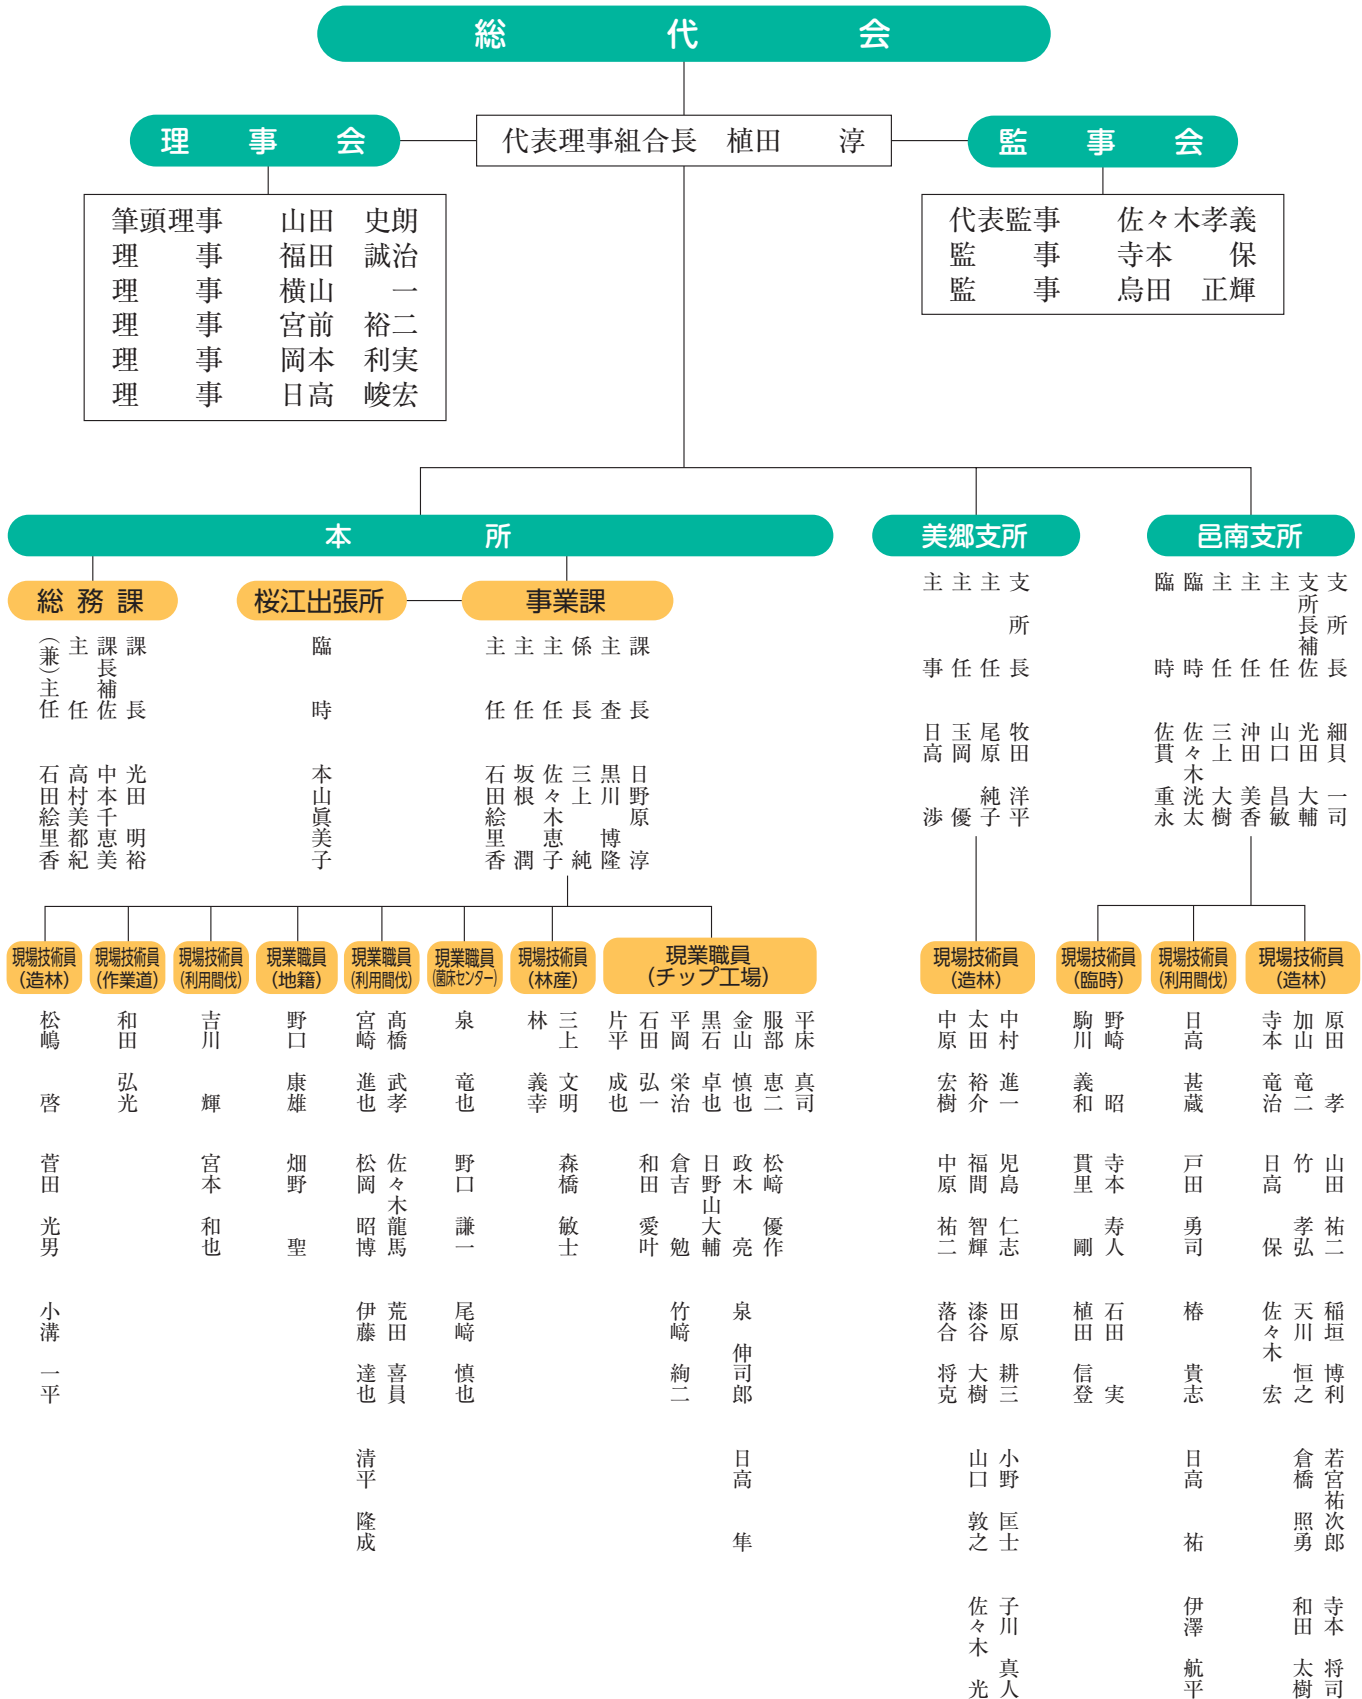 総代会
代表理事組合長 植田 淳
理事会
筆頭理事 山田 史朗
理事 福田 誠治
理事 横山 一
理事 宮前 裕二
理事 岡本 利実
理事 日高 峻宏
監事会
代表監事 佐々木孝義
監事 寺本 保
監事 烏田 正輝
本所
総務課
課長 光田 明裕
課長補佐 中本千恵美
主任 高村美都紀
(兼)主任 石田絵里香
桜江出張所
臨時 本山眞美子
事業課
課長 日野原 淳
主査 黒川 博隆
係長 三上 純
主任 佐々木恵子
主任 坂根 潤
主任 石田絵里香
現場技術員
(造林)
松嶋 啓
菅田 光男
小溝 一平
現場技術員
(作業道)
和田 弘光
現場技術員
(利用間伐)
吉川 輝
宮本 和也
現業職員
(地籍)
野口 康雄
畑野 聖
現業職員
(利用間伐)
髙橋 武孝
佐々木龍馬
荒田 喜員
宮崎 進也
松岡 昭博
伊藤 達也
清平 隆成
現業職員
(菌床センター)
泉 竜也
野口 謙一
尾﨑 慎也
現場技術員
(林産)
三上 文明
森橋 敏士
林 義幸
現業職員
(チップ工場)
平床 真司
服部 恵二
松﨑 優作
金山 慎也
政木 亮
泉 伸司郎
日高 隼
黒石 卓也
日野山大輔
平岡 栄治
倉吉 勉
竹﨑 絢二
石田 弘一
和田 愛叶
片平 成也
美郷支所
支所長 牧田 洋平
主任 尾原 純子
主任 玉岡 優
主事 日高 渉
現場技術員
(造林)
中村 進一
児島 仁志
田原 耕三
小野 匡士
子川 真人
太田 裕介
福間 智輝
漆谷 大樹
山口 敦之
佐々木 光
中原 宏樹
中原 祐二
落合 将克
邑南支所
支所長 細貝 一司
支所長補佐 光田 大輔
主任 山口 昌敏
主任 沖田 美香
主任 三上 大樹
臨時 佐々木洸太
臨時 佐貫 重永
現場技術員
(臨時)
野崎 昭
寺本 寿人
石田 実
駒川 義和
貫里 剛
植田 信登
現場技術員
(利用間伐)
日高 甚蔵
戸田 勇司
椿 貴志
日高 祐
伊澤 航平
現場技術員
(造林)
原田 孝
山田 祐二
稲垣 博利
若宮祐次郎
寺本 将司
加山 竜二
竹 孝弘
天川 恒之
倉橋 照勇
和田 太樹
寺本 竜治
日高 保
佐々木 宏